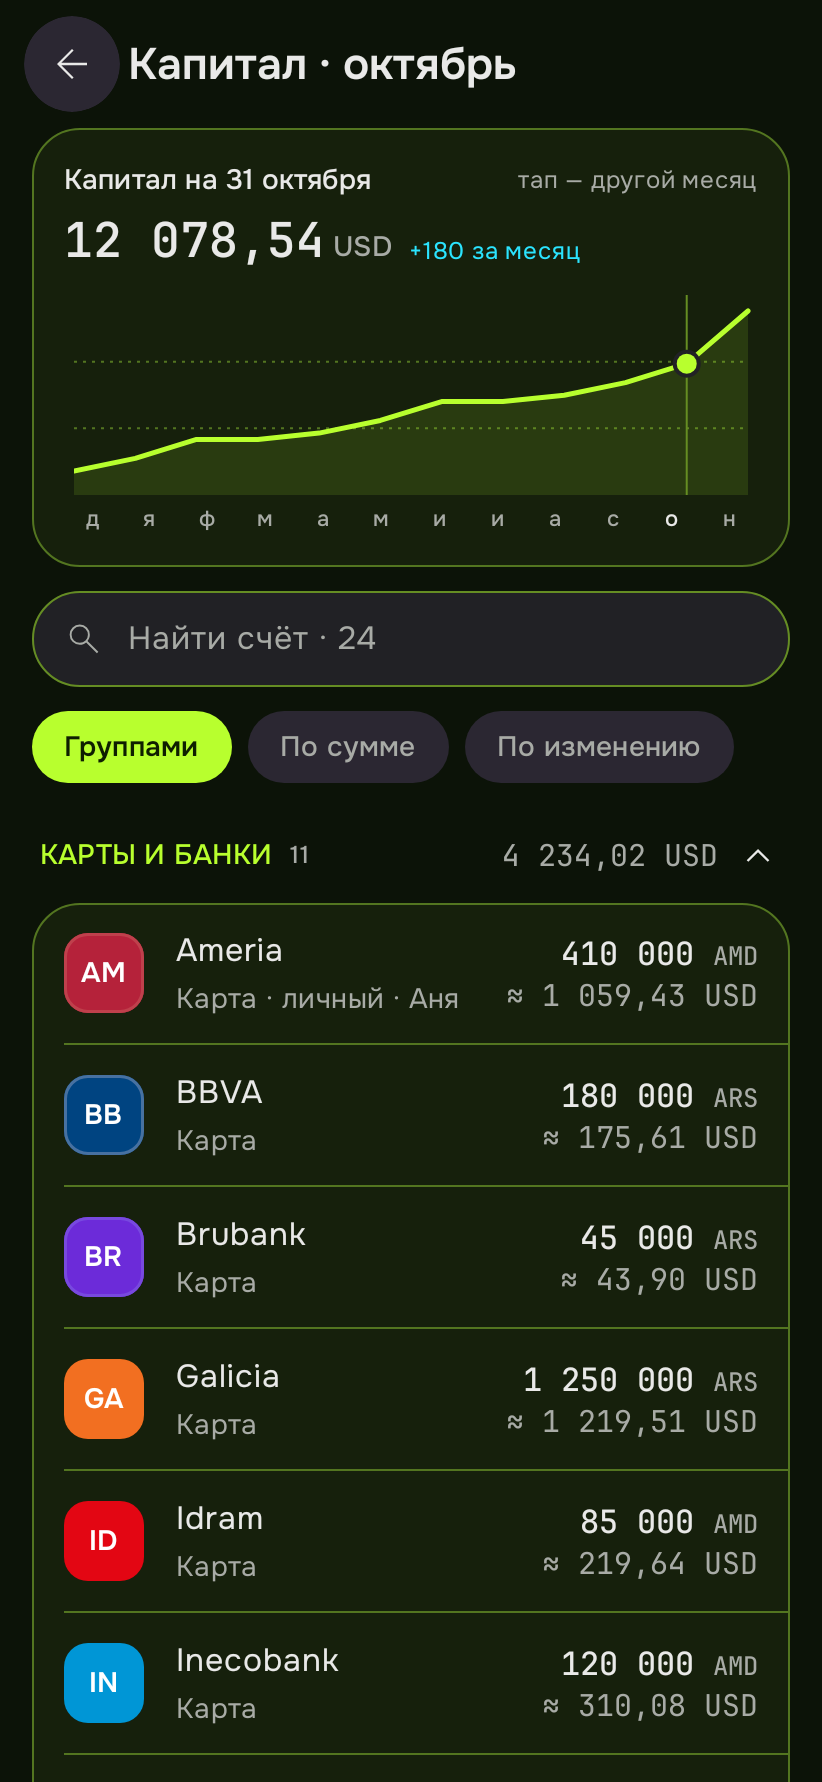 Капитал · октябрь
Капитал на 31 октября
тап — другой месяц
12 078,54 USD +180 за месяц
д я ф м а м и и а с о н
Найти счёт · 24
Группами
По сумме
По изменению
КАРТЫ И БАНКИ 11
4 234,02 USD
AM
Ameria
410 000 AMD
Карта · личный · Аня
≈ 1 059,43 USD
BB
BBVA
180 000 ARS
Карта
≈ 175,61 USD
BR
Brubank
45 000 ARS
Карта
≈ 43,90 USD
GA
Galicia
1 250 000 ARS
Карта
≈ 1 219,51 USD
ID
Idram
85 000 AMD
Карта
≈ 219,64 USD
IN
Inecobank
120 000 AMD
Карта
≈ 310,08 USD